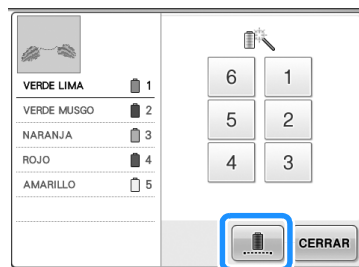 VERDE LIMA 1
VERDE MUSGO 2
NARANJA 3
ROJO 4
AMARILLO 5
6 1
5 2
4 3
CERRAR